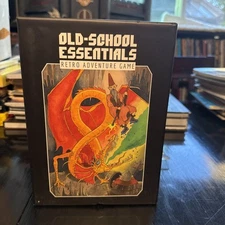 OLD-SCHOOL
ESSENTIALS
RETRO ADVENTURE GAME